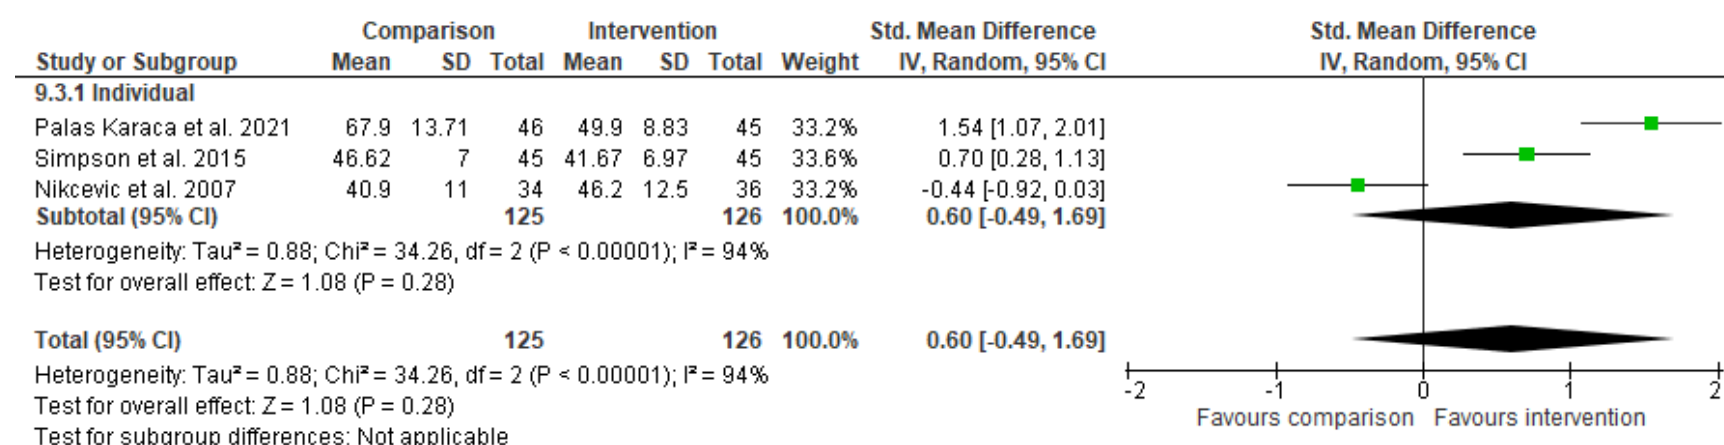 Comparison Intervention Std. Mean Difference Std. Mean Difference
Study or Subgroup Mean SD Total Mean SD Total Weight IV, Random, 95% CI IV, Random, 95% CI
9.3.1 Individual
Palas Karaca et al. 2021 67.9 13.71 46 49.9 8.83 45 33.2% 1.54 [1.07, 2.01]
Simpson et al. 2015 46.62 7 45 41.67 6.97 45 33.6% 0.70 [0.28, 1.13]
Nikcevic et al. 2007 40.9 11 34 46.2 12.5 36 33.2% -0.44 [-0.92, 0.03]
Subtotal (95% CI) 125 126 100.0% 0.60 [-0.49, 1.69]
Heterogeneity: Tau² = 0.88; Chi² = 34.26, df = 2 (P < 0.00001); I² = 94%
Test for overall effect: Z = 1.08 (P = 0.28)
Total (95% CI) 125 126 100.0% 0.60 [-0.49, 1.69]
Heterogeneity: Tau² = 0.88; Chi² = 34.26, df = 2 (P < 0.00001); I² = 94%
Test for overall effect: Z = 1.08 (P = 0.28)
Test for subgroup differences: Not applicable
-2 -1 0 1 2
Favours comparison Favours intervention